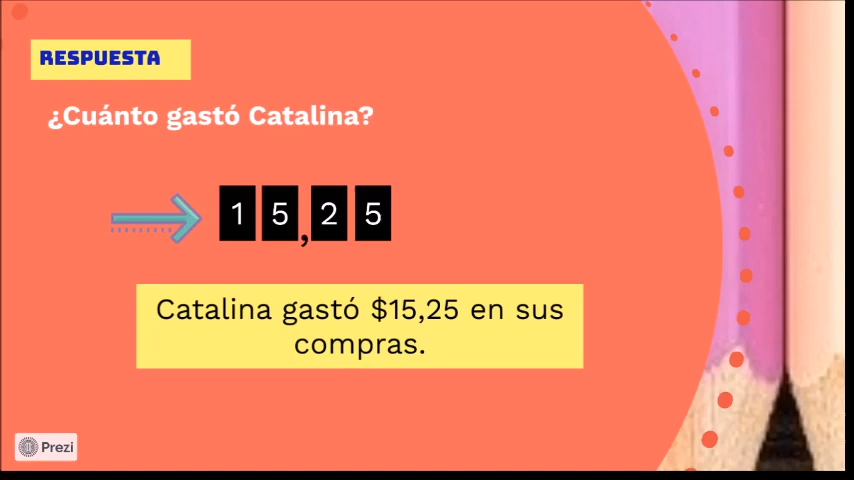 RESPUESTA
¿Cuánto gastó Catalina?
15,25
Catalina gastó $15,25 en sus
compras.
Prezi